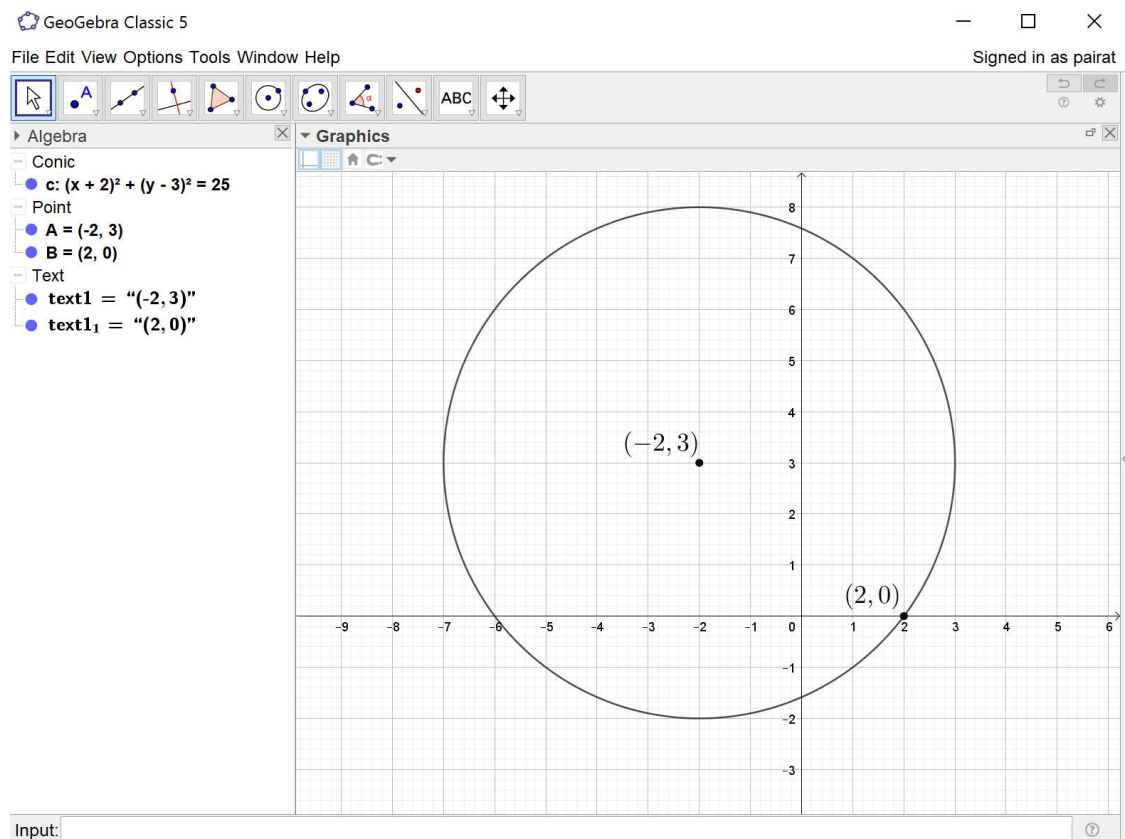 GeoGebra Classic 5
File Edit View Options Tools Window Help
Signed in as pairat
A
α
ABC
Algebra
Conic
c: (x + 2)² + (y - 3)² = 25
Point
A = (-2, 3)
B = (2, 0)
Text
text1 = “(-2, 3)”
text1₁ = “(2, 0)”
Graphics
8
7
6
5
4
(−2, 3)
3
2
1
(2, 0)
−9 −8 −7 −6 −5 −4 −3 −2 −1 0 1 2 3 4 5 6
−1
−2
−3
Input: